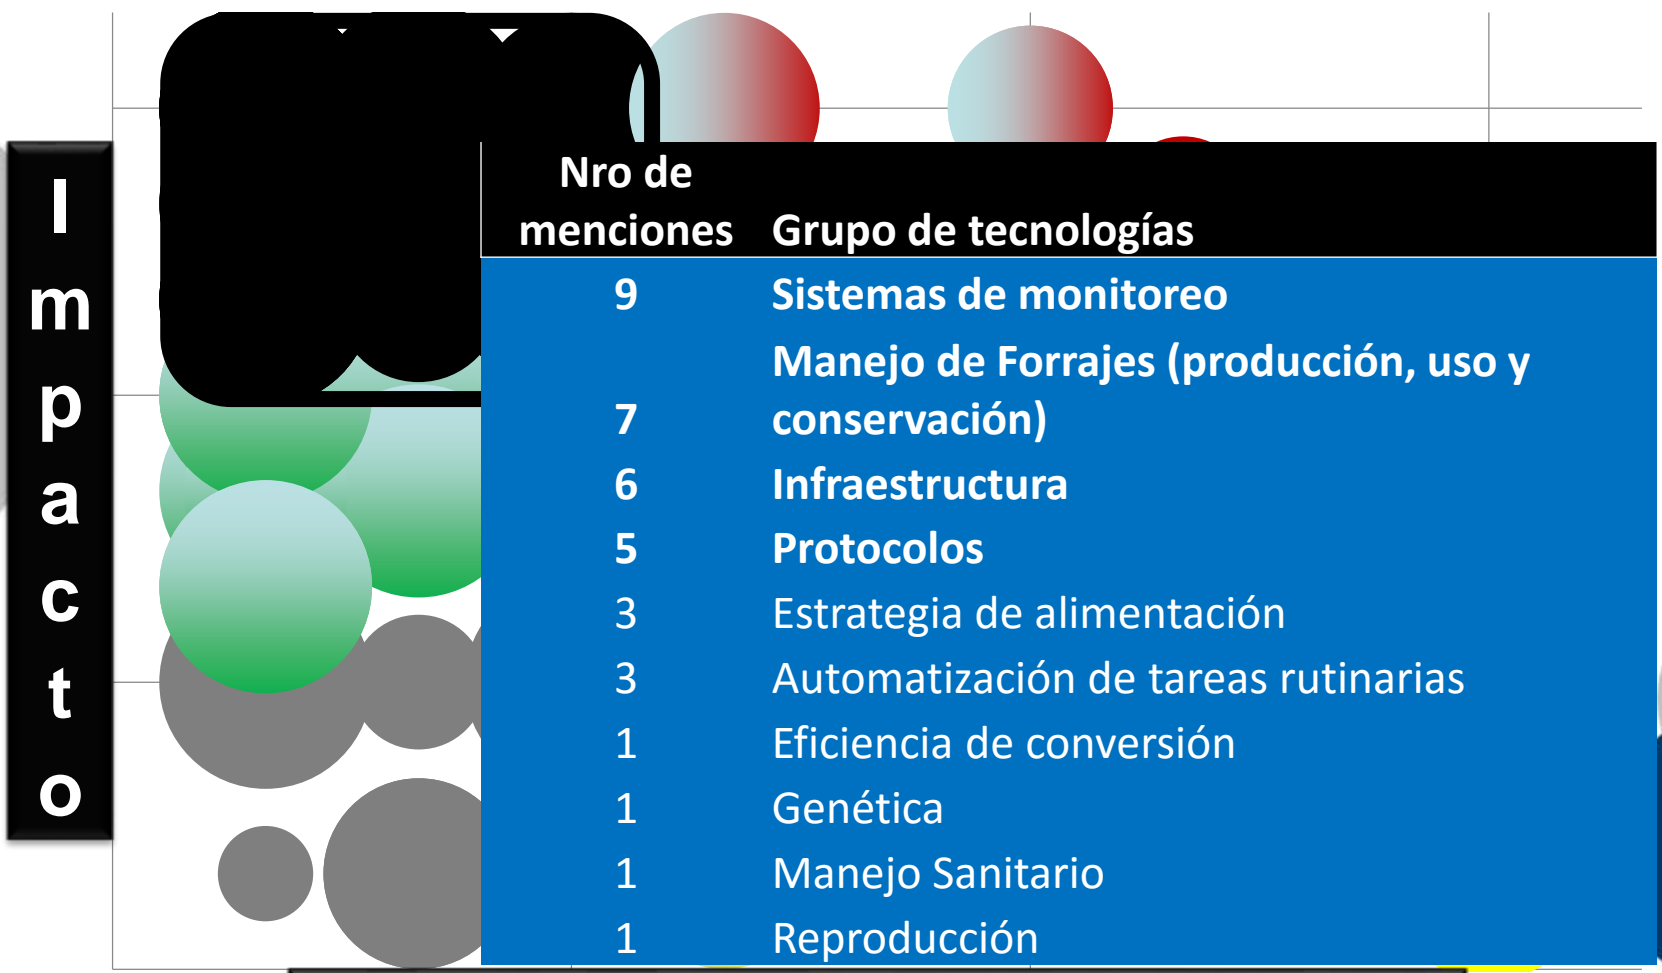 Impacto
Nro de
menciones Grupo de tecnologías
9 Sistemas de monitoreo
Manejo de Forrajes (producción, uso y
7 conservación)
6 Infraestructura
5 Protocolos
3 Estrategia de alimentación
3 Automatización de tareas rutinarias
1 Eficiencia de conversión
1 Genética
1 Manejo Sanitario
1 Reproducción